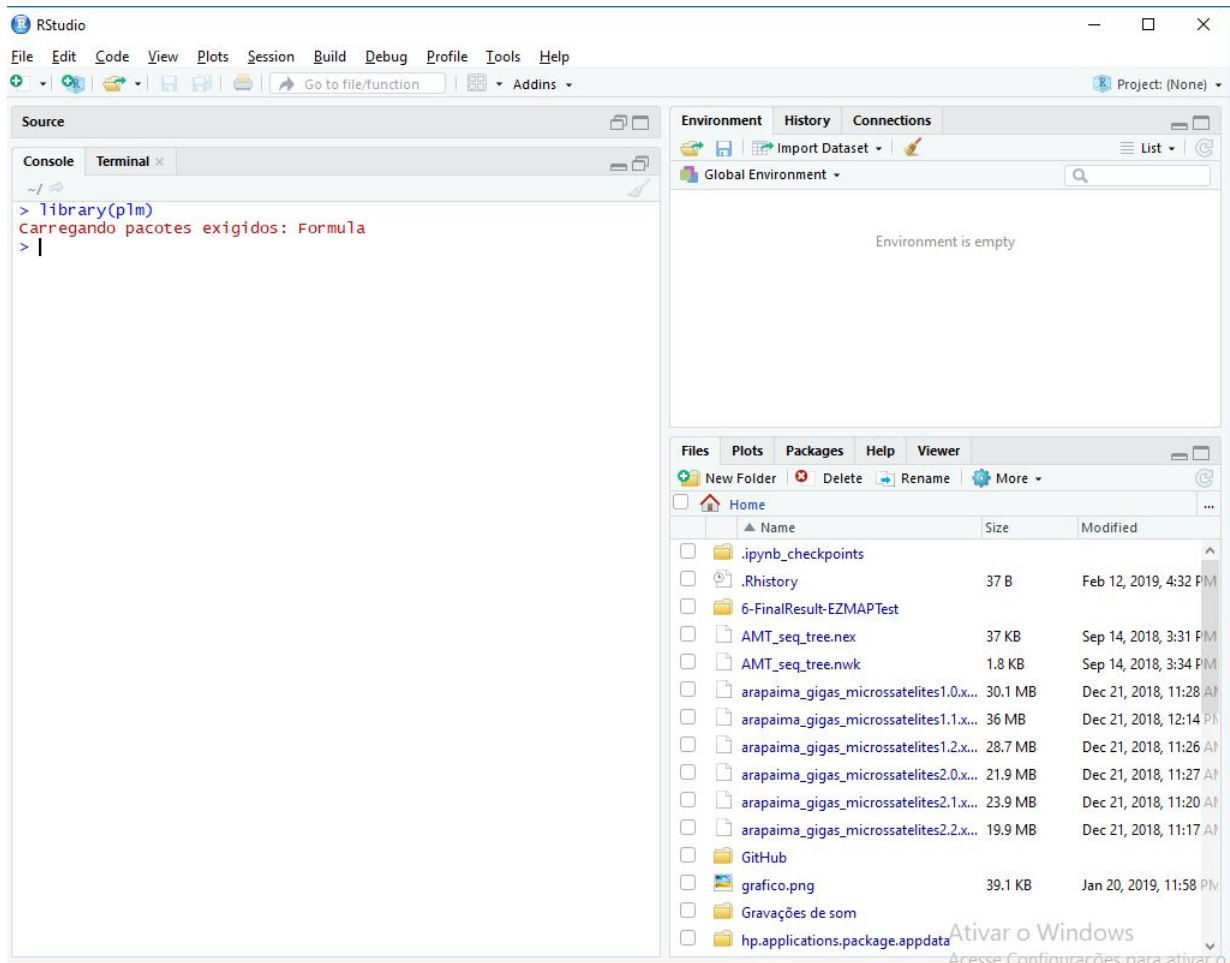 RStudio
File Edit Code View Plots Session Build Debug Profile Tools Help
Go to file/function Addins Project: (None)
Source
Console Terminal
~/
> library(plm)
Carregando pacotes exigidos: Formula
>
Environment History Connections
Import Dataset List
Global Environment
Environment is empty
Files Plots Packages Help Viewer
New Folder Delete Rename More
Home ...
Name Size Modified
.ipynb_checkpoints
.Rhistory 37 B Feb 12, 2019, 4:32 PM
6-FinalResult-EZMAPTest
AMT_seq_tree.nex 37 KB Sep 14, 2018, 3:31 PM
AMT_seq_tree.nwk 1.8 KB Sep 14, 2018, 3:34 PM
arapaima_gigas_microssatelites1.0.x... 30.1 MB Dec 21, 2018, 11:28 AM
arapaima_gigas_microssatelites1.1.x... 36 MB Dec 21, 2018, 12:14 PM
arapaima_gigas_microssatelites1.2.x... 28.7 MB Dec 21, 2018, 11:26 AM
arapaima_gigas_microssatelites2.0.x... 21.9 MB Dec 21, 2018, 11:27 AM
arapaima_gigas_microssatelites2.1.x... 23.9 MB Dec 21, 2018, 11:20 AM
arapaima_gigas_microssatelites2.2.x... 19.9 MB Dec 21, 2018, 11:17 AM
GitHub
grafico.png 39.1 KB Jan 20, 2019, 11:58 PM
Gravações de som
hp.applications.package.appdata
Ativar o Windows
Acesse Configurações para ativar o